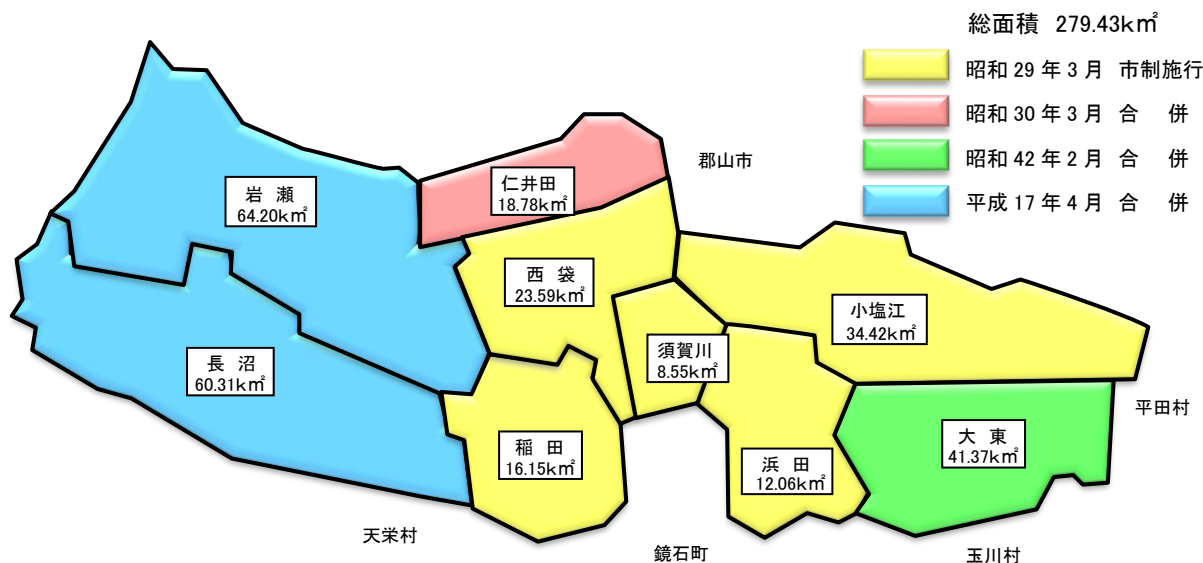 総面積 279.43k㎡
昭和 29 年 3 月 市制施行
昭和 30 年 3 月 合 併
昭和 42 年 2 月 合 併
平成 17 年 4 月 合 併
郡山市
岩 瀬
64.20k㎡
仁井田
18.78k㎡
西 袋
23.59k㎡
小塩江
34.42k㎡
須賀川
8.55k㎡
長 沼
60.31k㎡
平田村
稲 田
16.15k㎡
浜 田
12.06k㎡
大 東
41.37k㎡
天栄村
鏡石町
玉川村